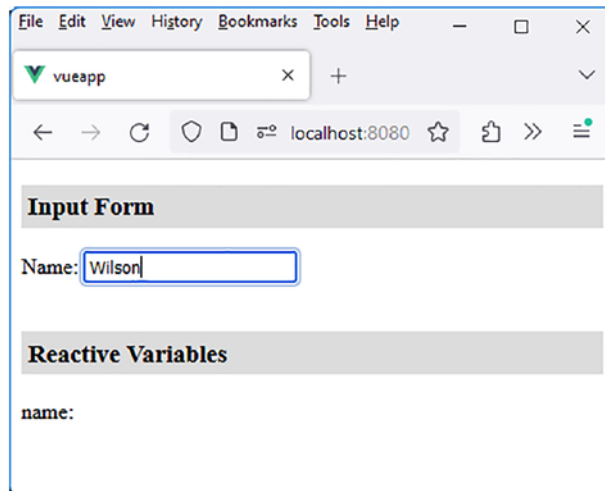 File Edit View History Bookmarks Tools Help
vueapp
localhost:8080
Input Form
Name: Wilson
Reactive Variables
name: